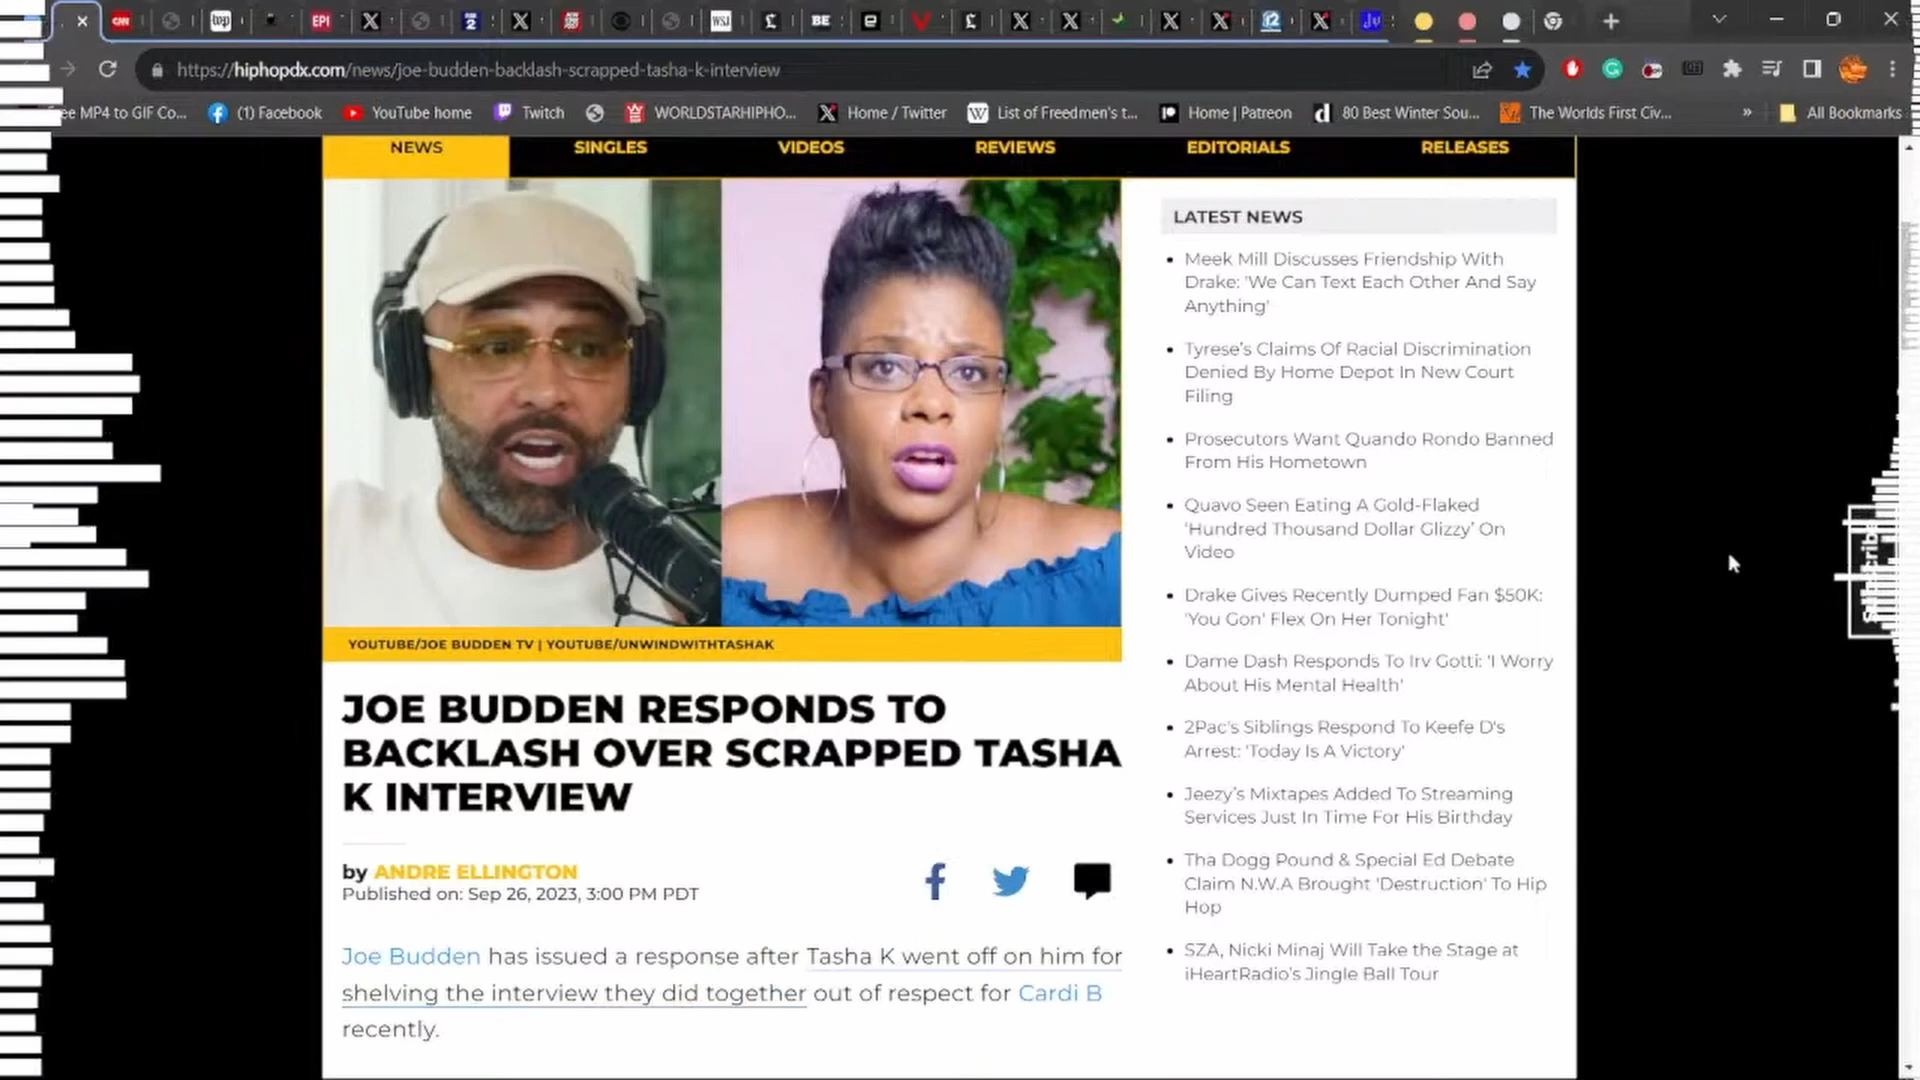 CNN
top
EPI
2
WSJ
BE
https://hiphopdx.com/news/joe-budden-backlash-scrapped-tasha-k-interview
ee MP4 to GIF Co...
(1) Facebook
YouTube home
Twitch
WORLDSTARHIPHO...
Home / Twitter
List of Freedmen's t...
Home | Patreon
80 Best Winter Sou...
The Worlds First Civ...
»
All Bookmarks
NEWS
SINGLES
VIDEOS
REVIEWS
EDITORIALS
RELEASES
YOUTUBE/JOE BUDDEN TV | YOUTUBE/UNWINDWITHTASHAK
JOE BUDDEN RESPONDS TO
BACKLASH OVER SCRAPPED TASHA
K INTERVIEW
by ANDRE ELLINGTON
Published on: Sep 26, 2023, 3:00 PM PDT
Joe Budden has issued a response after Tasha K went off on him for
shelving the interview they did together out of respect for Cardi B
recently.
LATEST NEWS
Meek Mill Discusses Friendship With
Drake: 'We Can Text Each Other And Say
Anything'
Tyrese's Claims Of Racial Discrimination
Denied By Home Depot In New Court
Filing
Prosecutors Want Quando Rondo Banned
From His Hometown
Quavo Seen Eating A Gold-Flaked
'Hundred Thousand Dollar Glizzy' On
Video
Drake Gives Recently Dumped Fan $50K:
'You Gon' Flex On Her Tonight'
Dame Dash Responds To Irv Gotti: 'I Worry
About His Mental Health'
2Pac's Siblings Respond To Keefe D's
Arrest: 'Today Is A Victory'
Jeezy's Mixtapes Added To Streaming
Services Just In Time For His Birthday
Tha Dogg Pound & Special Ed Debate
Claim N.W.A Brought 'Destruction' To Hip
Hop
SZA, Nicki Minaj Will Take the Stage at
iHeartRadio's Jingle Ball Tour